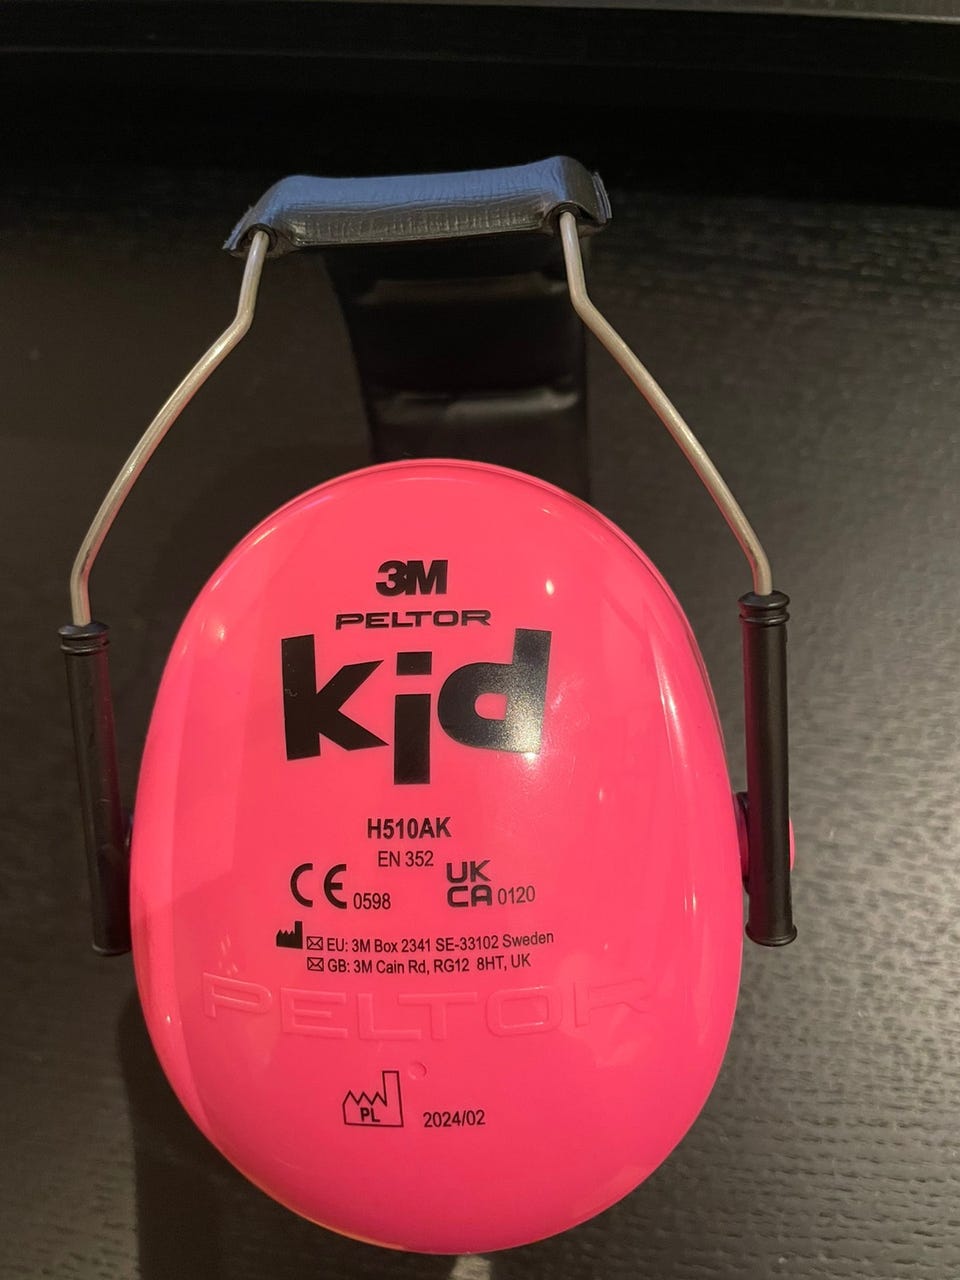 3M
PELTOR
kid
H510AK
EN 352
CE 0598 UK CA 0120
EU: 3M Box 2341 SE-33102 Sweden
GB: 3M Cain Rd, RG12 8HT, UK
PELTOR
PL 2024/02